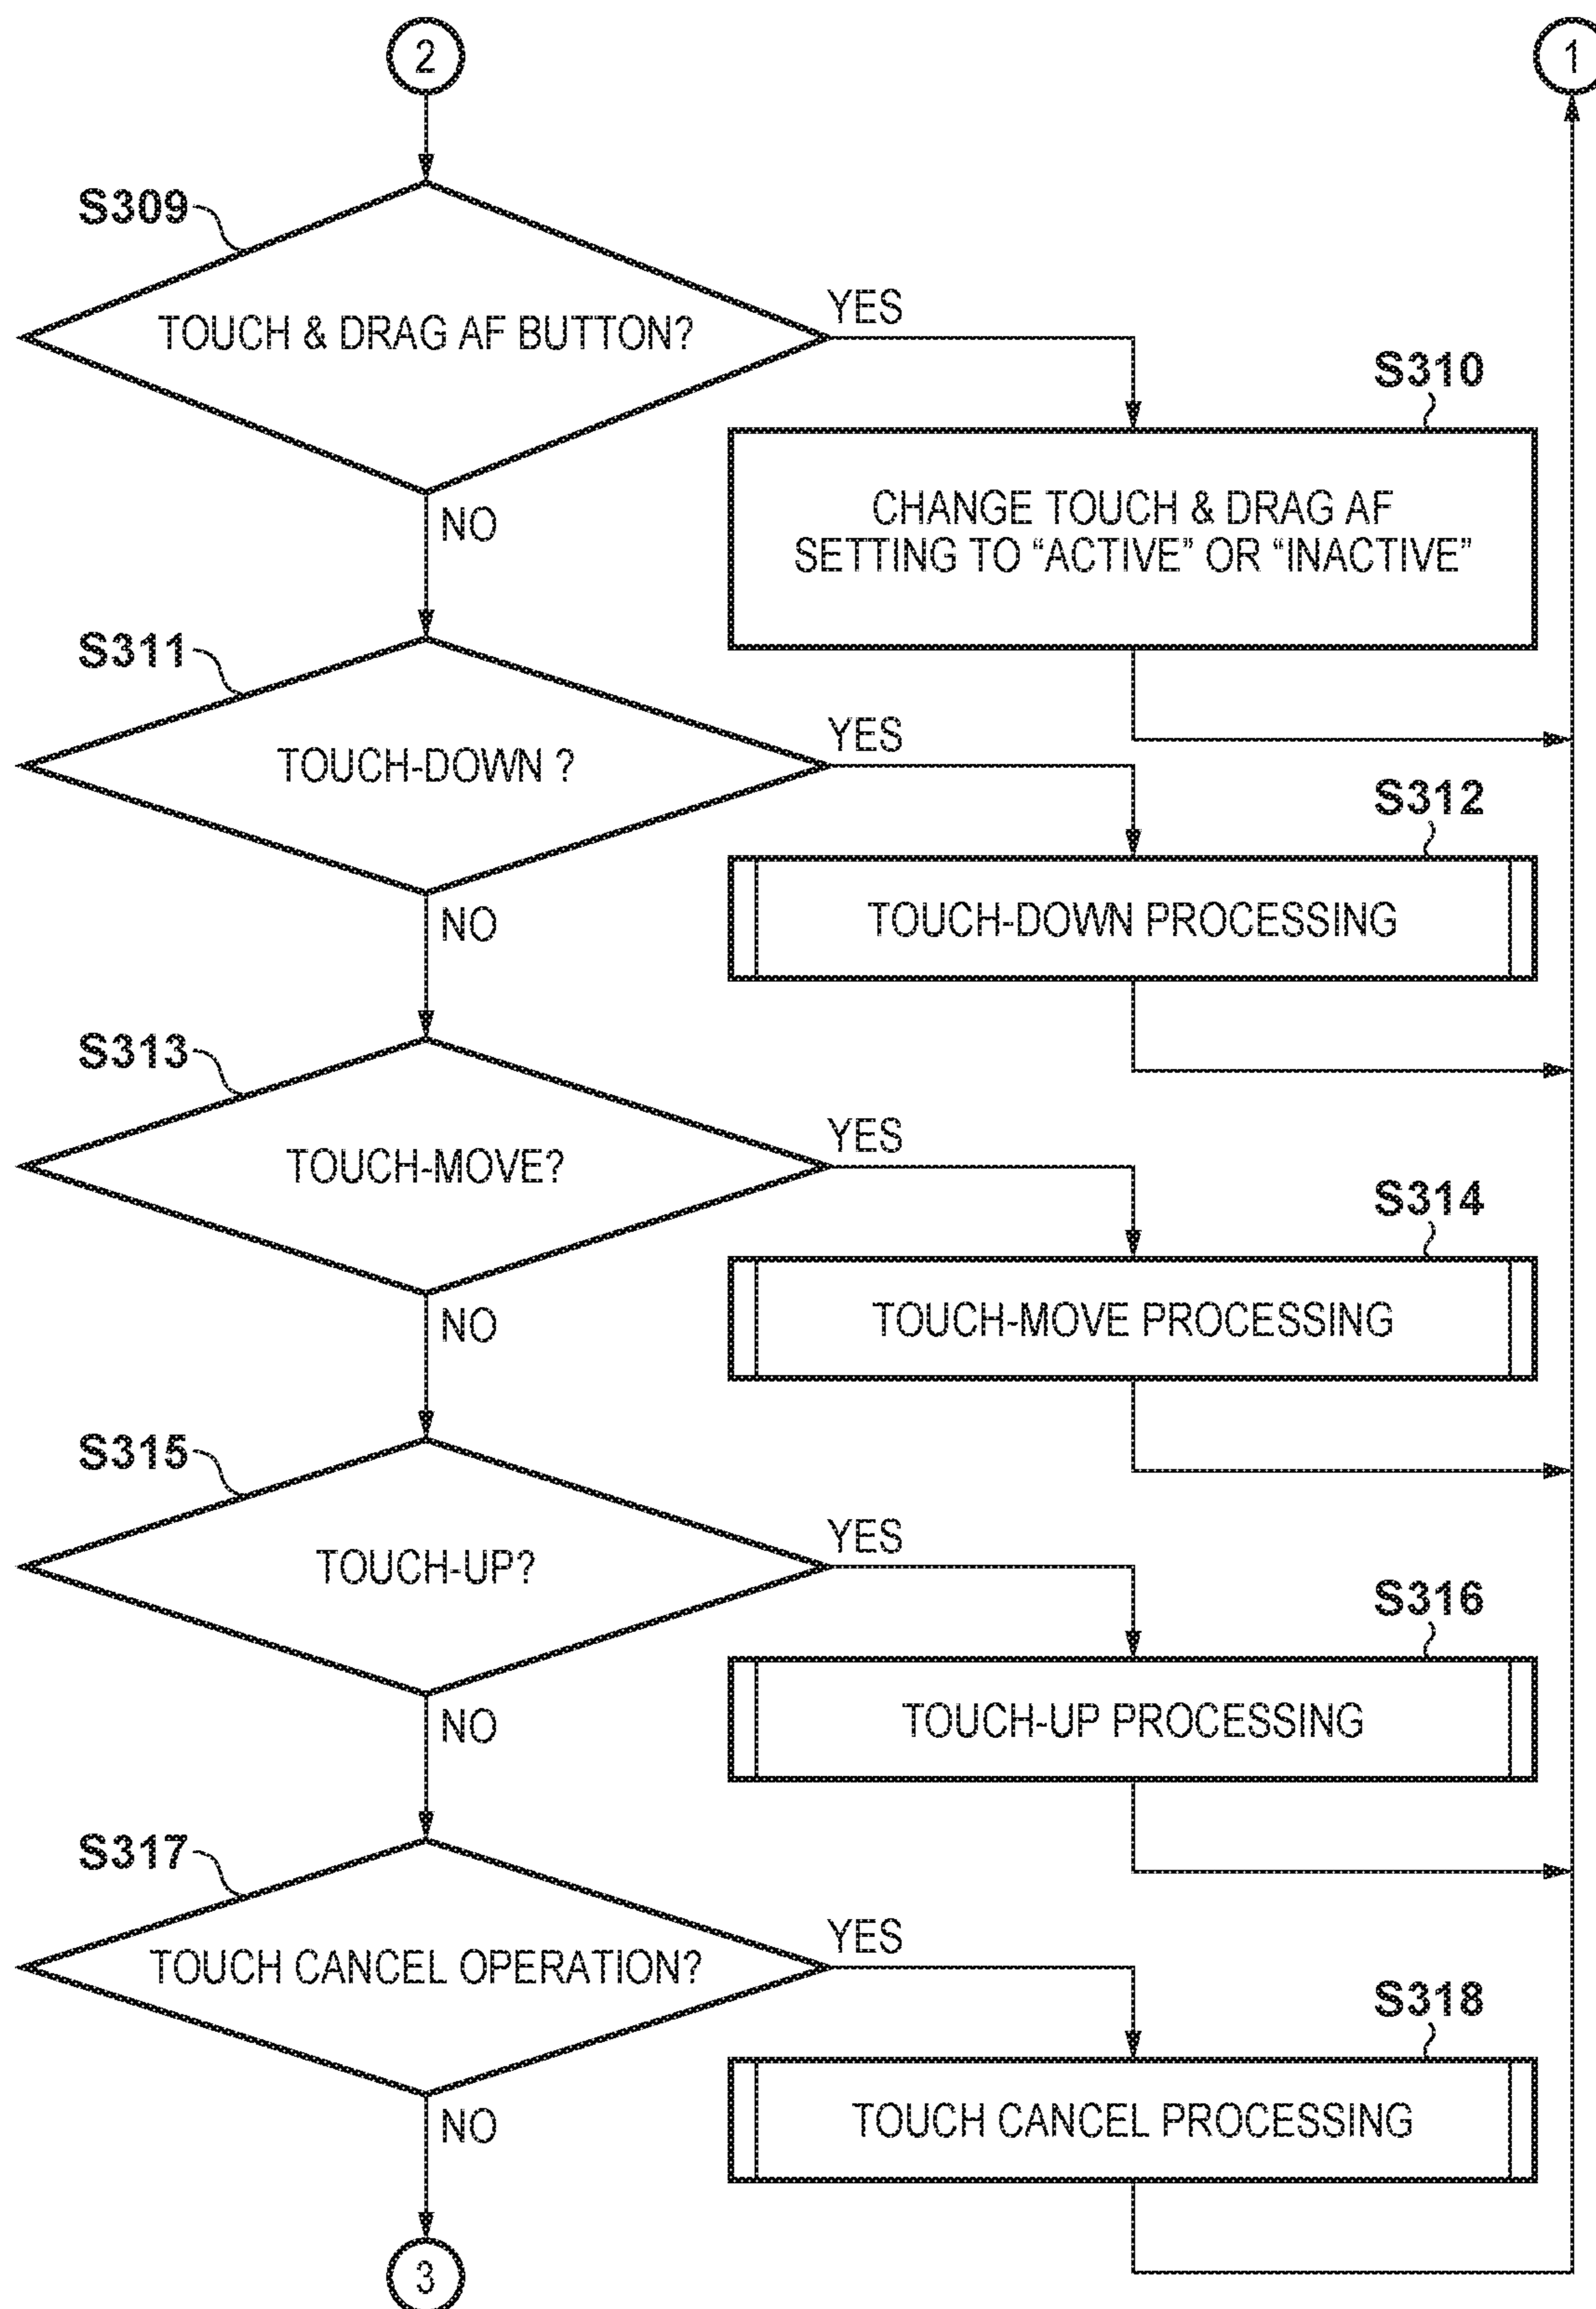 2
1
S309
TOUCH & DRAG AF BUTTON?
YES
S310
CHANGE TOUCH & DRAG AF
SETTING TO “ACTIVE” OR “INACTIVE”
NO
S311
TOUCH-DOWN ?
YES
S312
TOUCH-DOWN PROCESSING
NO
S313
TOUCH-MOVE?
YES
S314
TOUCH-MOVE PROCESSING
NO
S315
TOUCH-UP?
YES
S316
TOUCH-UP PROCESSING
NO
S317
TOUCH CANCEL OPERATION?
YES
S318
TOUCH CANCEL PROCESSING
NO
3